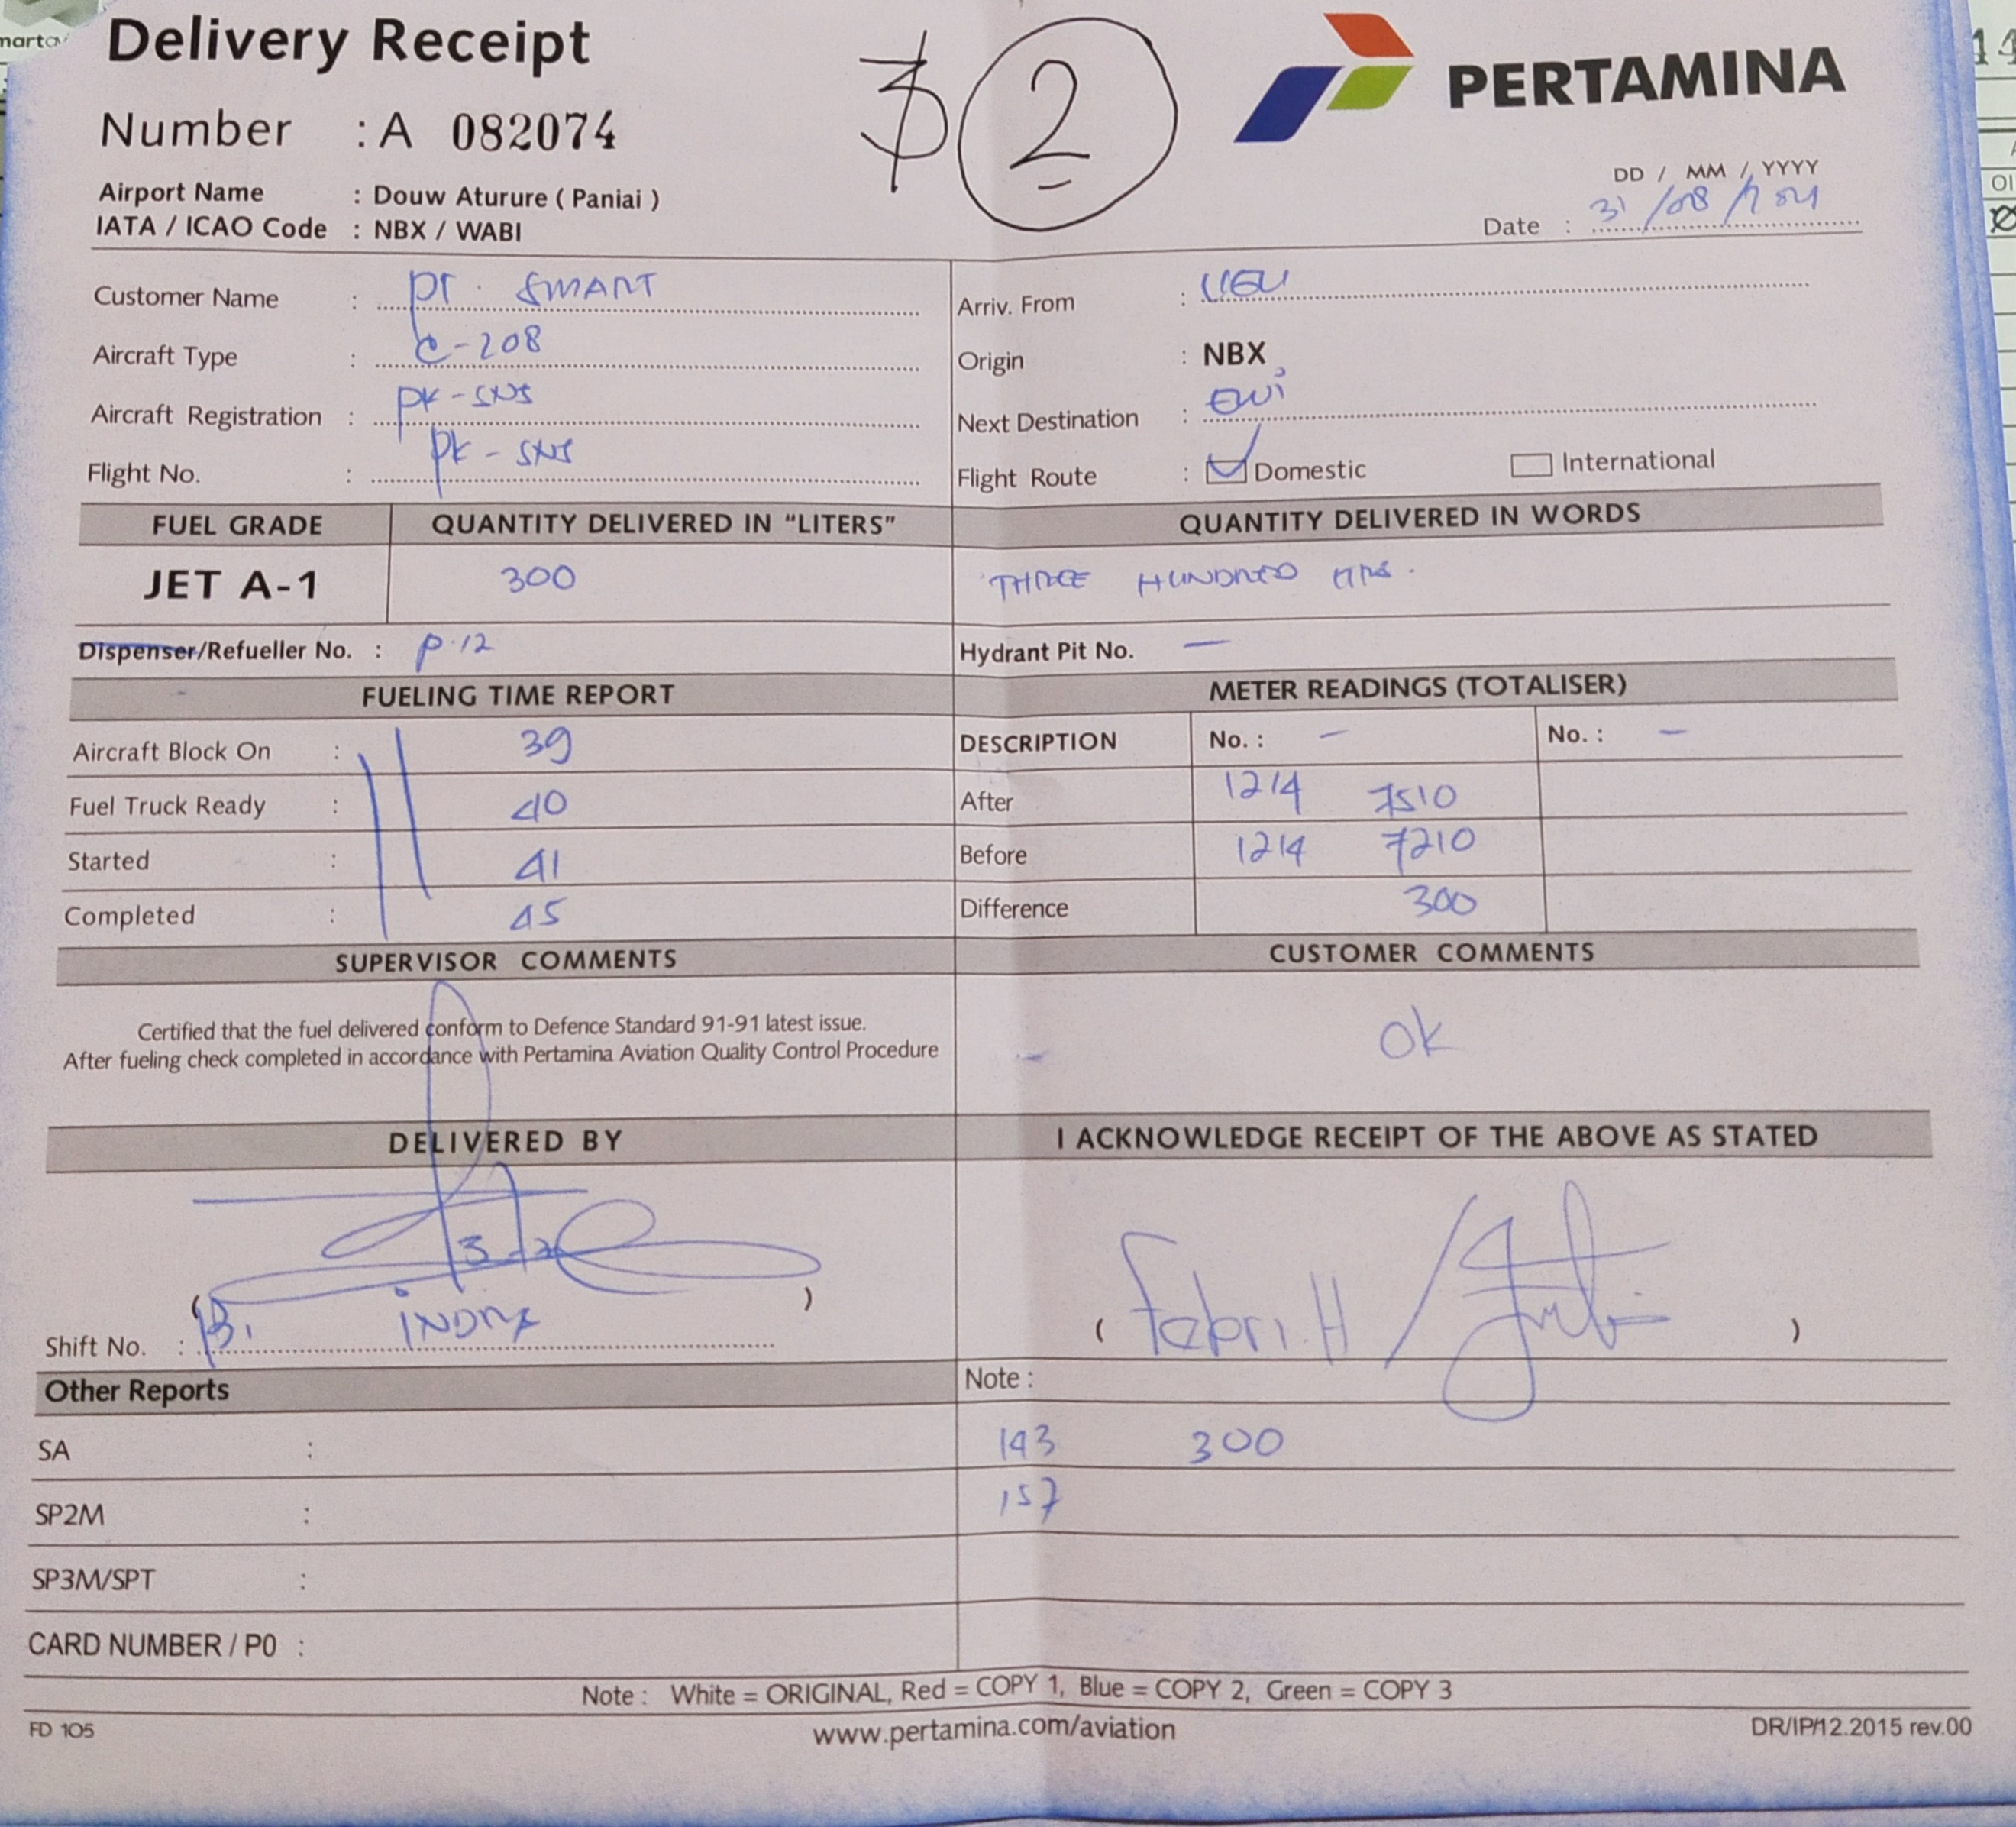 Delivery Receipt
2
PERTAMINA
Number : A 082074
DD / MM / YYYY
Airport Name : Douw Aturure ( Paniai )
IATA / ICAO Code : NBX / WABI
Date : 31 /08 /
Customer Name : PT. SMART
Arriv. From : UGU
Aircraft Type : C-208
Origin : NBX
Aircraft Registration : PK-SNS
Next Destination : EWI
Flight No. : PK-SNS
Flight Route : Domestic International
FUEL GRADE QUANTITY DELIVERED IN “LITERS” QUANTITY DELIVERED IN WORDS
JET A-1 300 THREE HUNDRED
Dispenser/Refueller No. : P.12
Hydrant Pit No. —
FUELING TIME REPORT METER READINGS (TOTALISER)
Aircraft Block On : 39
DESCRIPTION No. : — No. : —
Fuel Truck Ready : 40
After 1214 7510
Started : 41
Before 1214 7210
Completed : 45
Difference 300
SUPERVISOR COMMENTS CUSTOMER COMMENTS
Certified that the fuel delivered conform to Defence Standard 91-91 latest issue.
After fueling check completed in accordance with Pertamina Aviation Quality Control Procedure
Ok
DELIVERED BY I ACKNOWLEDGE RECEIPT OF THE ABOVE AS STATED
( )
( Febri.H / )
Shift No. : INDRA
Other Reports Note :
SA : 143 300
SP2M : 157
SP3M/SPT :
CARD NUMBER / P0 :
Note : White = ORIGINAL, Red = COPY 1, Blue = COPY 2, Green = COPY 3
FD 105 www.pertamina.com/aviation DR/IP/12.2015 rev.00